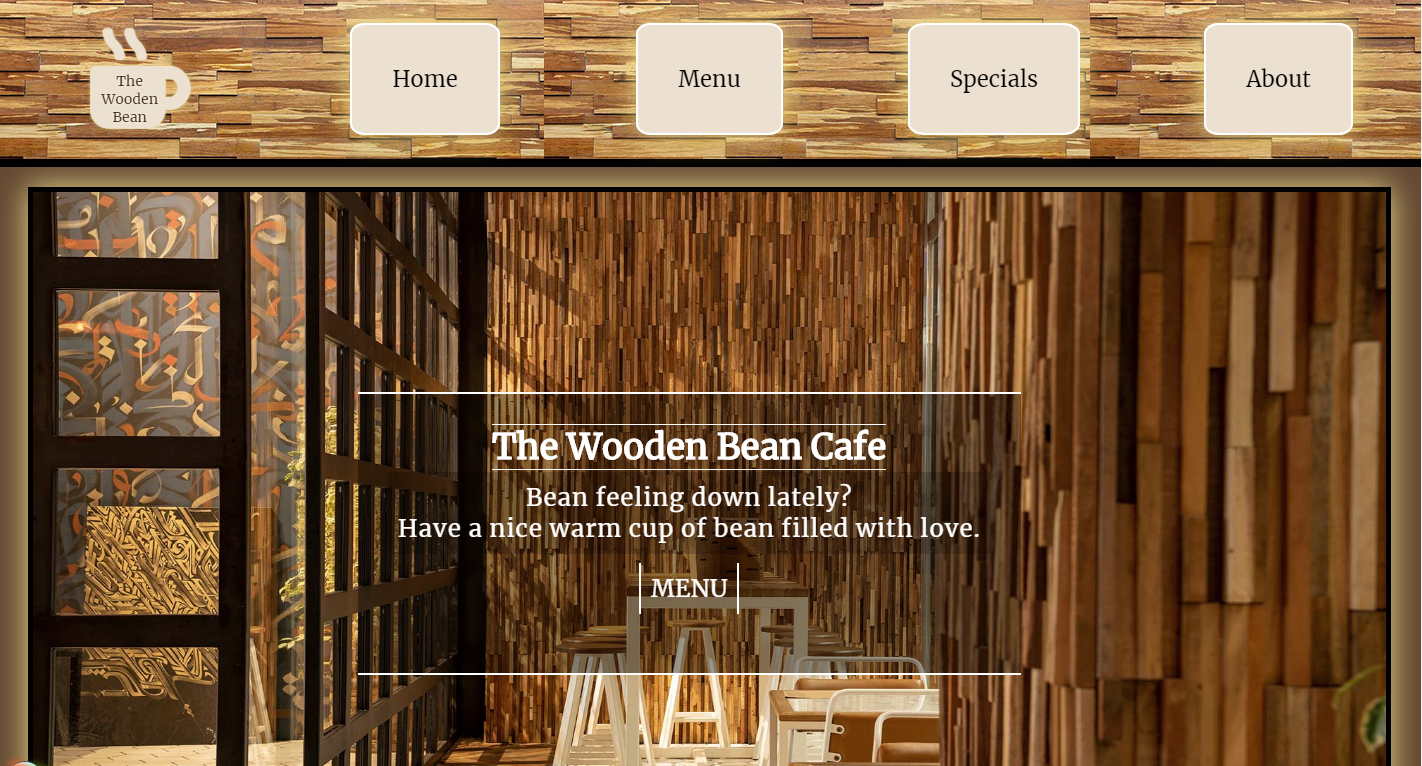 The
Wooden
Bean
Home
Menu
Specials
About
The Wooden Bean Cafe
Bean feeling down lately?
Have a nice warm cup of bean filled with love.
MENU